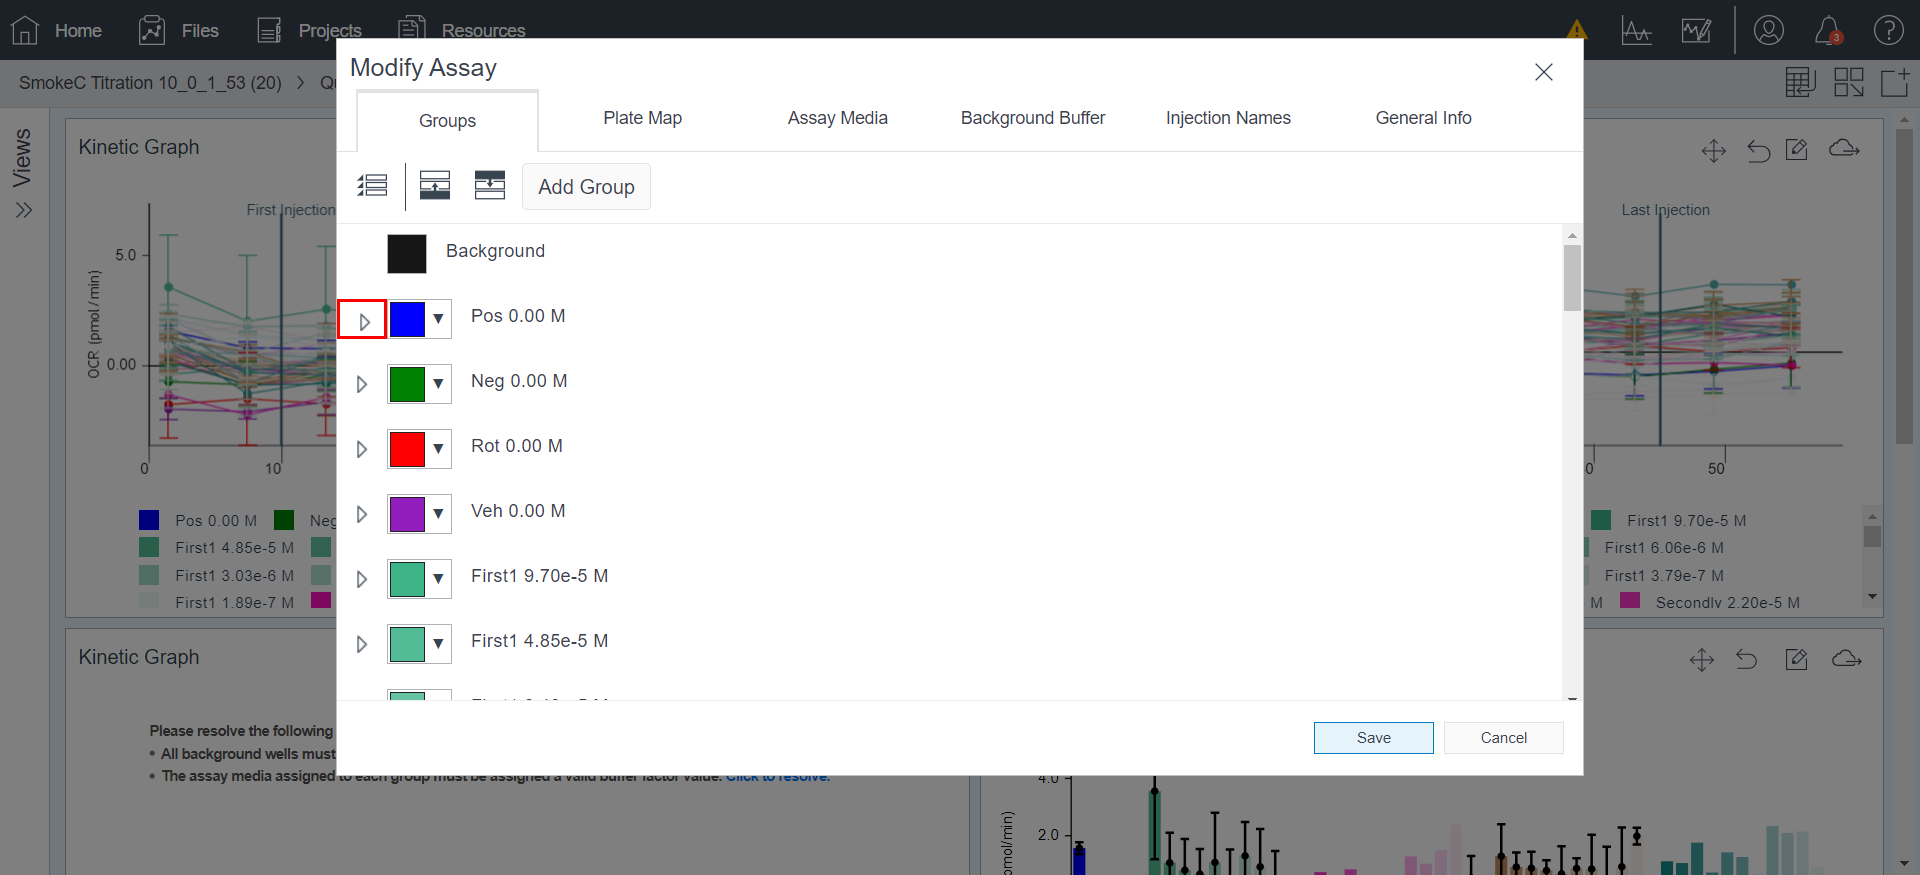 Home Files Projects Resources
3
SmokeC Titration 10_0_1_53 (20) > Qu
Views
Modify Assay
Groups Plate Map Assay Media Background Buffer Injection Names General Info
Add Group
Background
Pos 0.00 M
Neg 0.00 M
Rot 0.00 M
Veh 0.00 M
First1 9.70e-5 M
First1 4.85e-5 M
Save Cancel
Kinetic Graph
First Injection
OCR (pmol/min)
5.0
0.00
0 10
Pos 0.00 M Neg
First1 4.85e-5 M
First1 3.03e-6 M
First1 1.89e-7 M
Last Injection
0 50
First1 9.70e-5 M
First1 6.06e-6 M
First1 3.79e-7 M
M Secondly 2.20e-5 M
Kinetic Graph
Please resolve the following
• All background wells must
• The assay media assigned to each group must be assigned a valid buffer factor value. Click to resolve.
4.0
2.0
pmol/min)